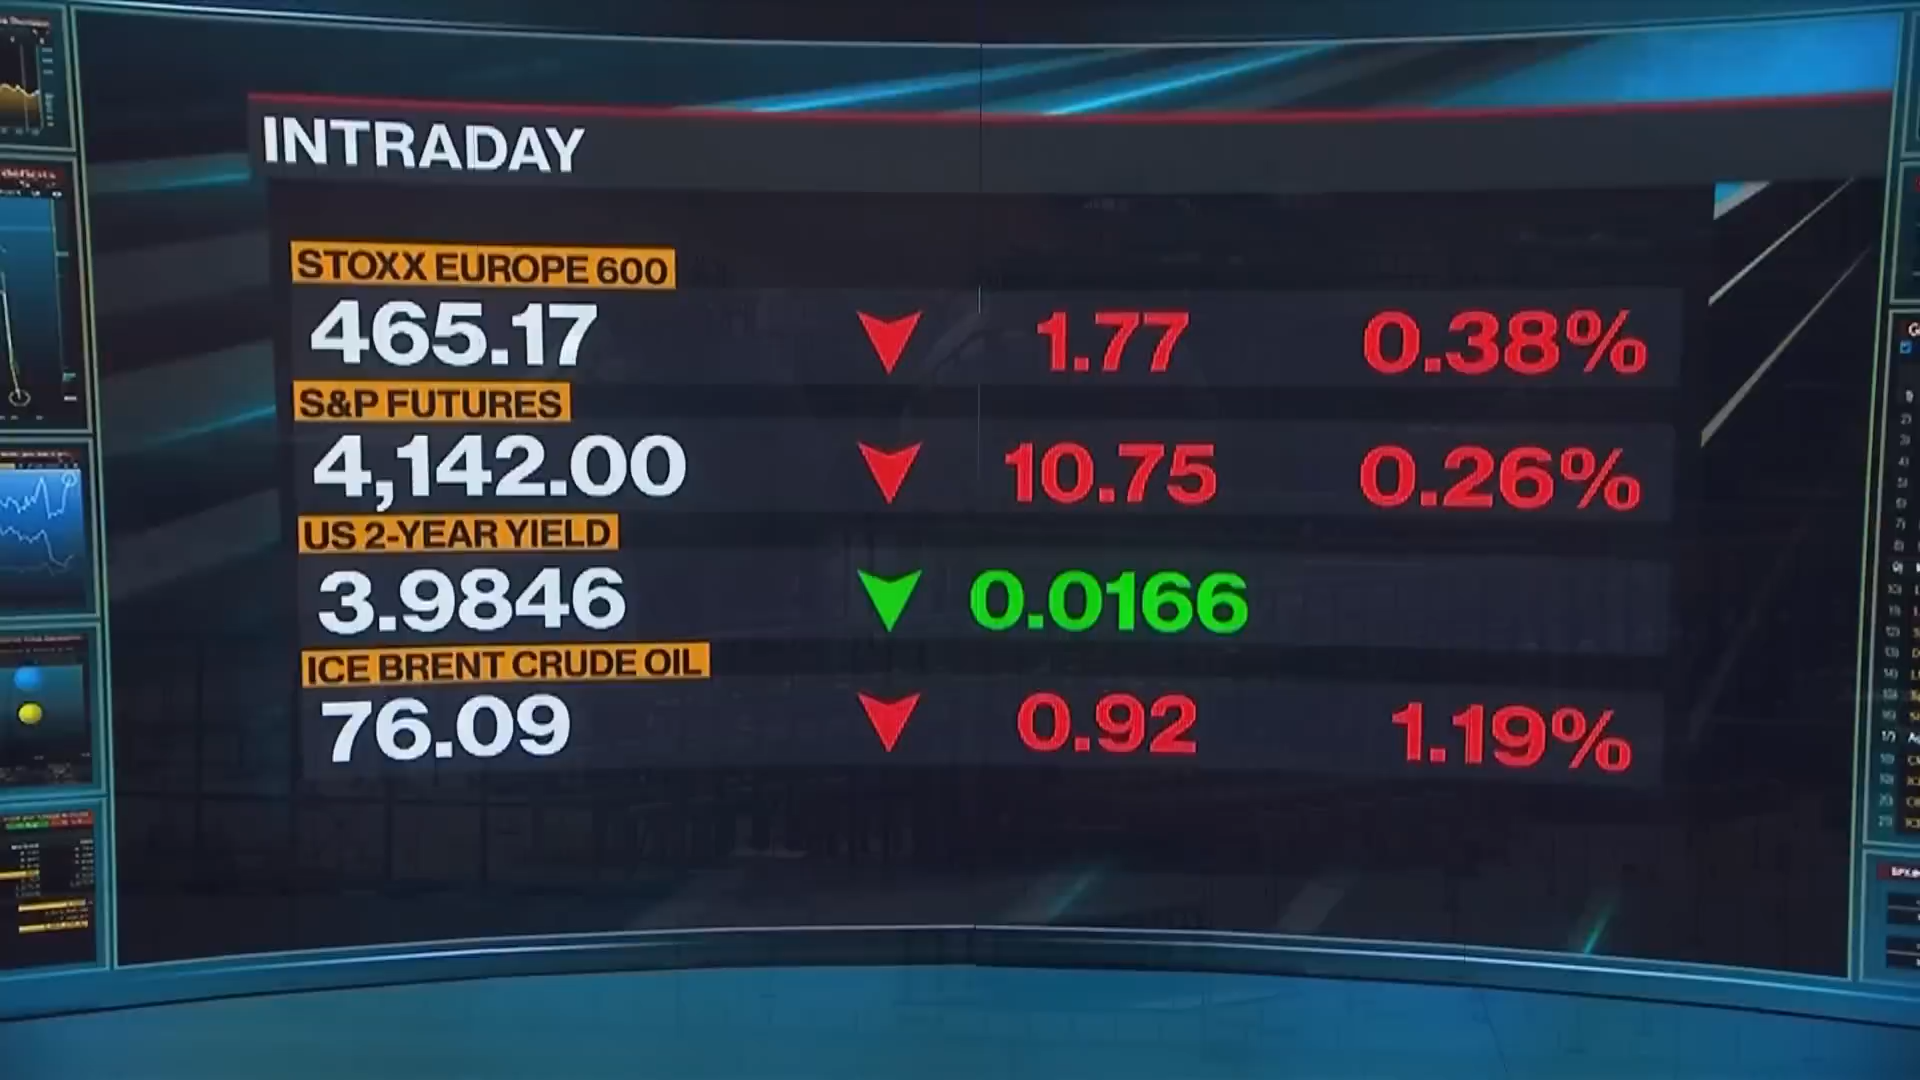 INTRADAY
STOXX EUROPE 600
465.17 1.77 0.38%
S&P FUTURES
4,142.00 10.75 0.26%
US 2-YEAR YIELD
3.9846 0.0166
ICE BRENT CRUDE OIL
76.09 0.92 1.19%